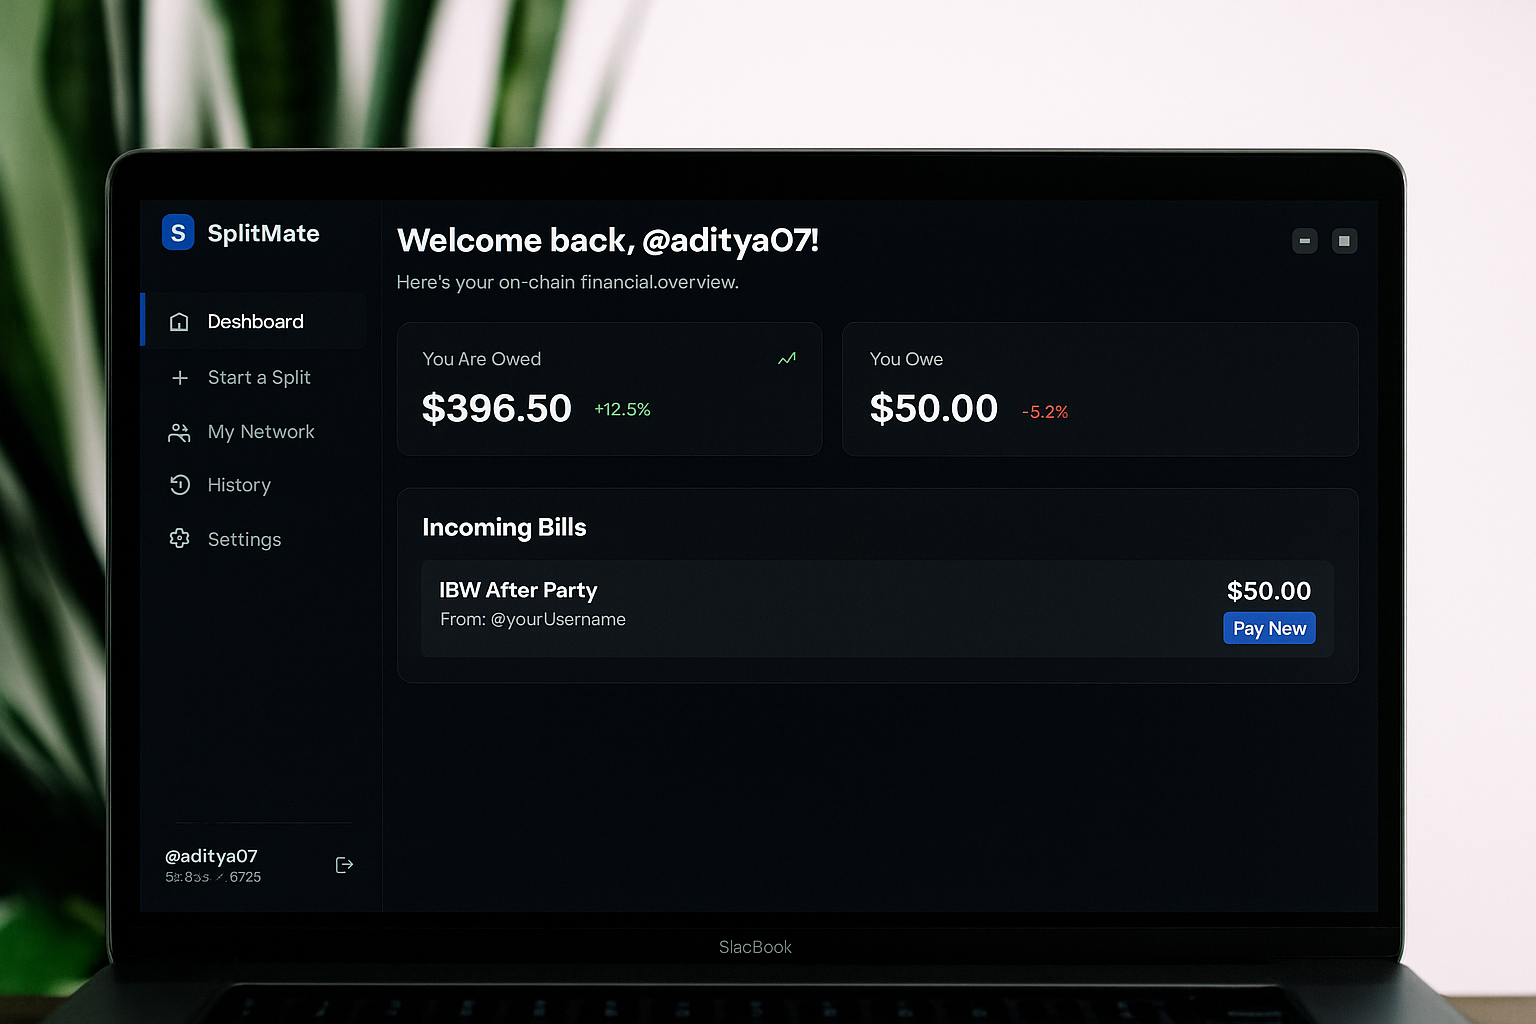 S SplitMate
Deshboard
Start a Split
My Network
History
Settings
@aditya07
6725
Welcome back, @aditya07!
Here's your on-chain financial.overview.
You Are Owed
$396.50 +12.5%
You Owe
$50.00 -5.2%
Incoming Bills
IBW After Party
From: @yourUsername
$50.00
Pay New
SlacBook